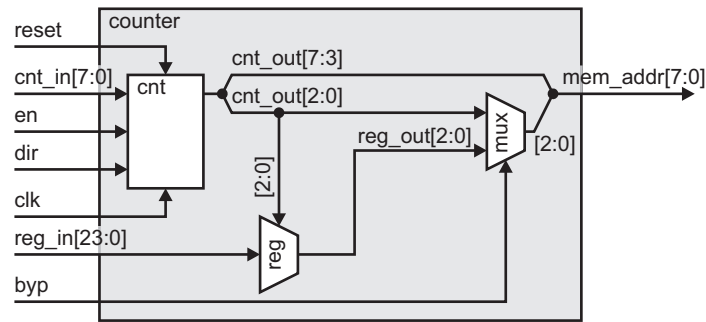 counter
reset
cnt_out[7:3]
cnt_in[7:0]
cnt
mem_addr[7:0]
cnt_out[2:0]
en
mux
reg_out[2:0]
[2:0]
dir
[2:0]
clk
reg_in[23:0]
reg
byp